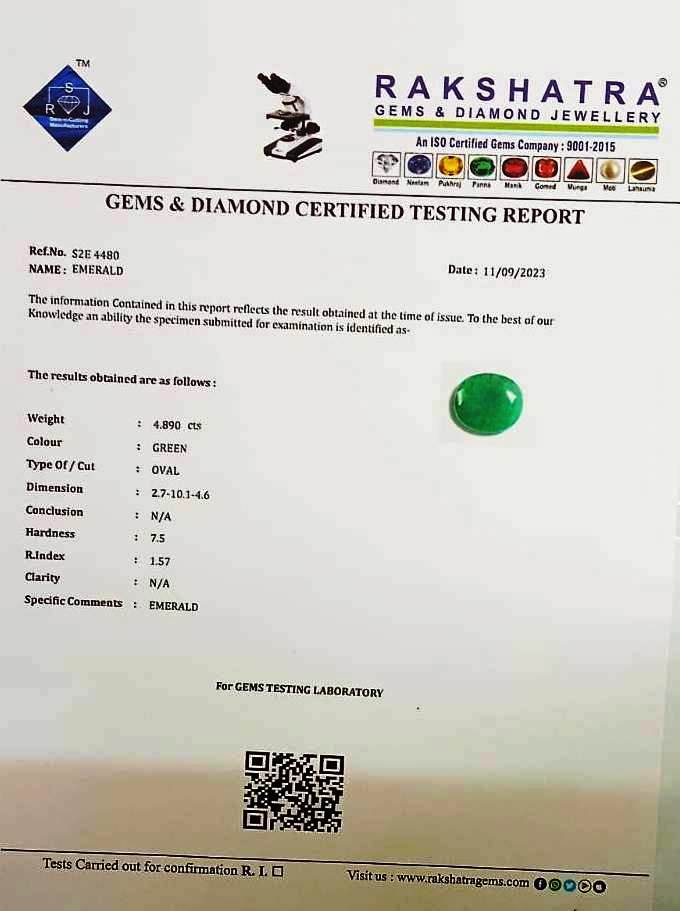 TM
S
R J
RAKSHATRA®
GEMS & DIAMOND JEWELLERY
An ISO Certified Gems Company : 9001-2015
Diamond Neelam Pukhraj Panna Manik Gomed Munga Moti Lahsunia
GEMS & DIAMOND CERTIFIED TESTING REPORT
Ref.No. S2E 4480
NAME : EMERALD
Date : 11/09/2023
The information Contained in this report reflects the result obtained at the time of issue. To the best of our
Knowledge an ability the specimen submitted for examination is identified as-
The results obtained are as follows :
Weight : 4.890 cts
Colour : GREEN
Type Of / Cut : OVAL
Dimension : 2.7-10.1-4.6
Conclusion : N/A
Hardness : 7.5
R.Index : 1.57
Clarity : N/A
Specific Comments : EMERALD
For GEMS TESTING LABORATORY
Tests Carried out for confirmation R. I. ☐
Visit us : www.rakshatragems.com